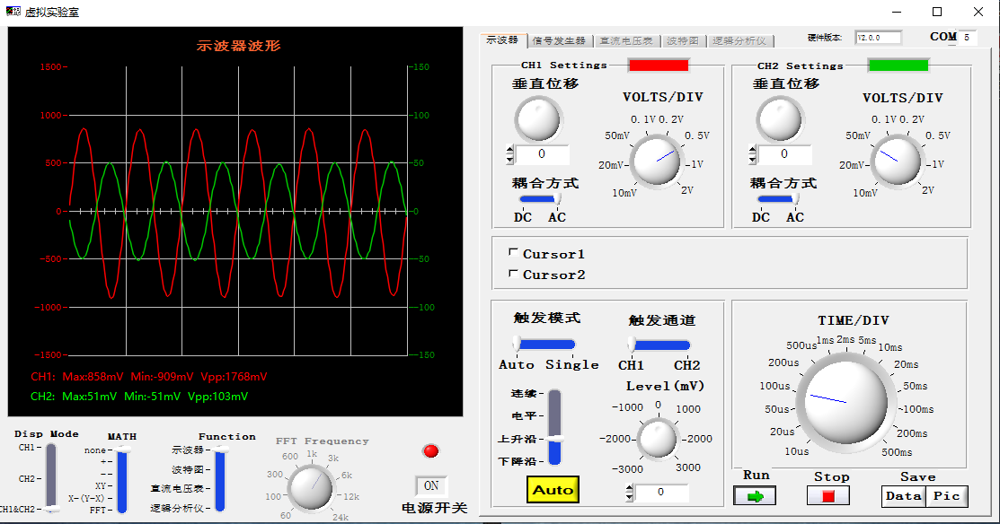 虚拟实验室
示波器波形
1500 150
1000 100
500 50
0 0
-500 -50
-1000 -100
-1500 -150
CH1: Max:858mV Min:-909mV Vpp:1768mV
CH2: Max:51mV Min:-51mV Vpp:103mV
Disp Mode
CH1
CH2
CH1&CH2
MATH
none
+
--
XY
X-(Y-X)
FFT
Function
示波器
波特图
直流电压表
逻辑分析仪
FFT Frequency
600 1k 3k
300 6k
100 12k
60 24k
ON
电源开关
示波器 信号发生器 直流电压表 波特图 逻辑分析仪
硬件版本: V2.0.0 COM 5
CH1 Settings
垂直位移
0
耦合方式
DC AC
VOLTS/DIV
0.1V 0.2V
50mV 0.5V
20mV 1V
10mV 2V
CH2 Settings
垂直位移
0
耦合方式
DC AC
VOLTS/DIV
0.1V 0.2V
50mV 0.5V
20mV 1V
10mV 2V
Cursor1
Cursor2
触发模式
Auto Single
触发通道
CH1 CH2
连续
电平
上升沿
下降沿
Auto
Level(mV)
-1000 0 1000
-2000 2000
-3000 3000
0
TIME/DIV
1ms 2ms 5ms
500us 10ms
200us 20ms
100us 50ms
50us 100ms
20us 200ms
10us 500ms
Run Stop Save
Data Pic